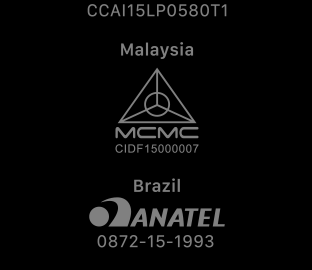 CCAI15LP0580T1
Malaysia
MCMC
CIDF15000007
Brazil
ANATEL
0872-15-1993